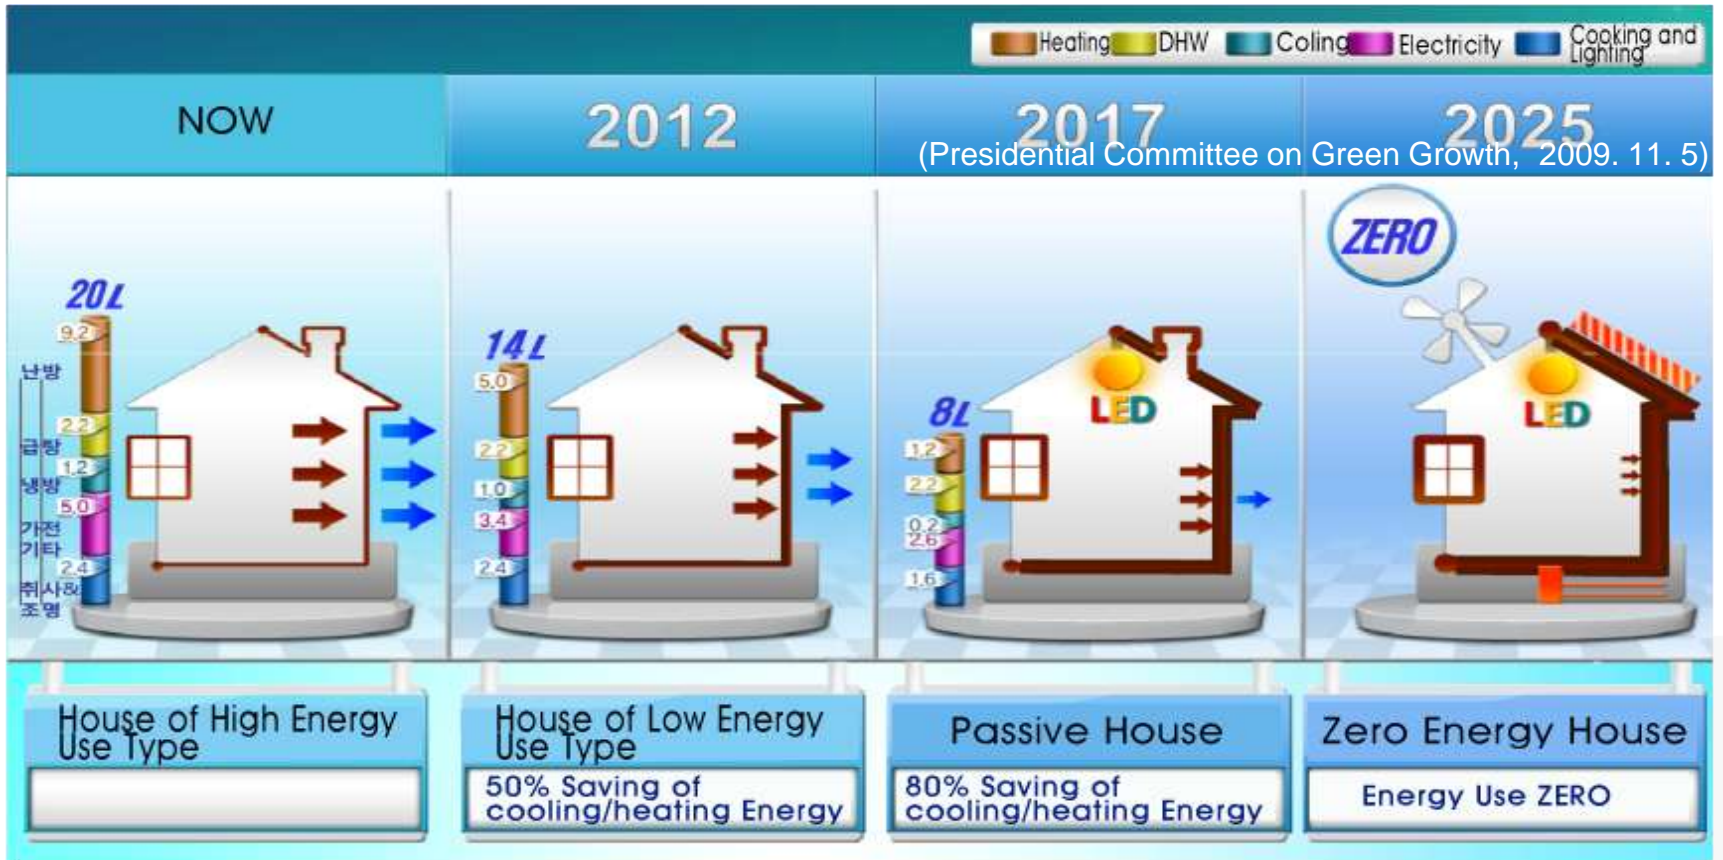 Heating
DHW
Coling
Electricity
Cooking and
Lighting
NOW
2012
2017
2025
(Presidential Committee on Green Growth, 2009. 11. 5)
20L
9.2
난방
2.2
급탕
1.2
냉방
5.0
가전
기타
2.4
취사&
조명
14L
5.0
2.2
1.0
3.4
2.4
8L
1.2
2.2
0.2
2.6
1.6
LED
ZERO
LED
House of High Energy
Use Type
House of Low Energy
Use Type
50% Saving of
cooling/heating Energy
Passive House
80% Saving of
cooling/heating Energy
Zero Energy House
Energy Use ZERO